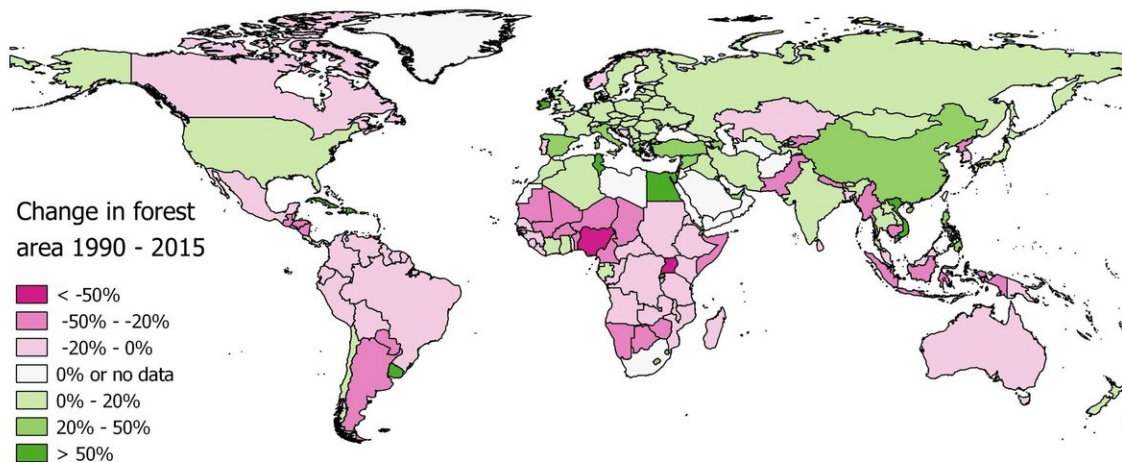 Change in forest
area 1990 - 2015
< -50%
-50% - -20%
-20% - 0%
0% or no data
0% - 20%
20% - 50%
> 50%